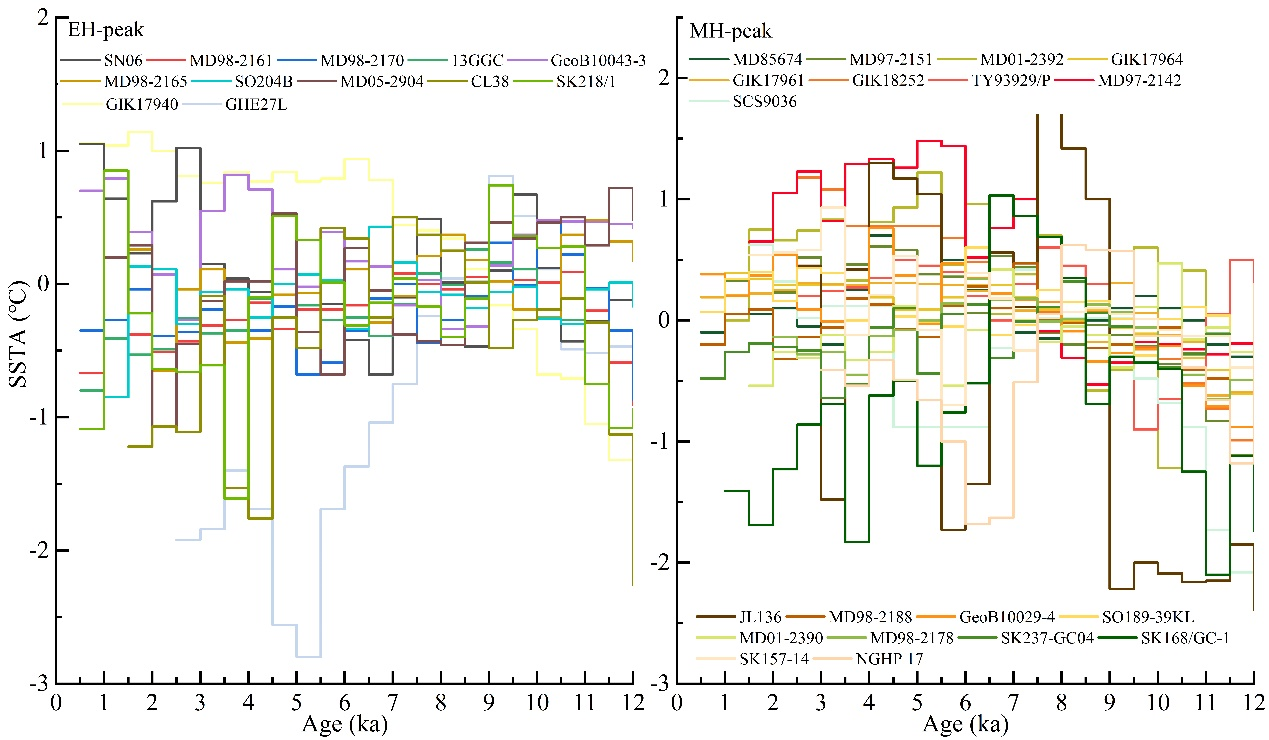 EH-peak
SN06 MD98-2161 MD98-2170 13GGC GeoB10043-3
MD98-2165 SO204B MD05-2904 CL38 SK218/1
GIK17940 GHE27L
2
1
0
-1
-2
-3
SSTA (°C)
0 1 2 3 4 5 6 7 8 9 10 11 12
Age (ka)
MH-peak
MD85674 MD97-2151 MD01-2392 GIK17964
GIK17961 GIK18252 TY93929/P MD97-2142
SCS9036
2
1
0
-1
-2
-3
JL136 MD98-2188 GeoB10029-4 SO189-39KL
MD01-2390 MD98-2178 SK237-GC04 SK168/GC-1
SK157-14 NGHP 17
0 1 2 3 4 5 6 7 8 9 10 11 12
Age (ka)